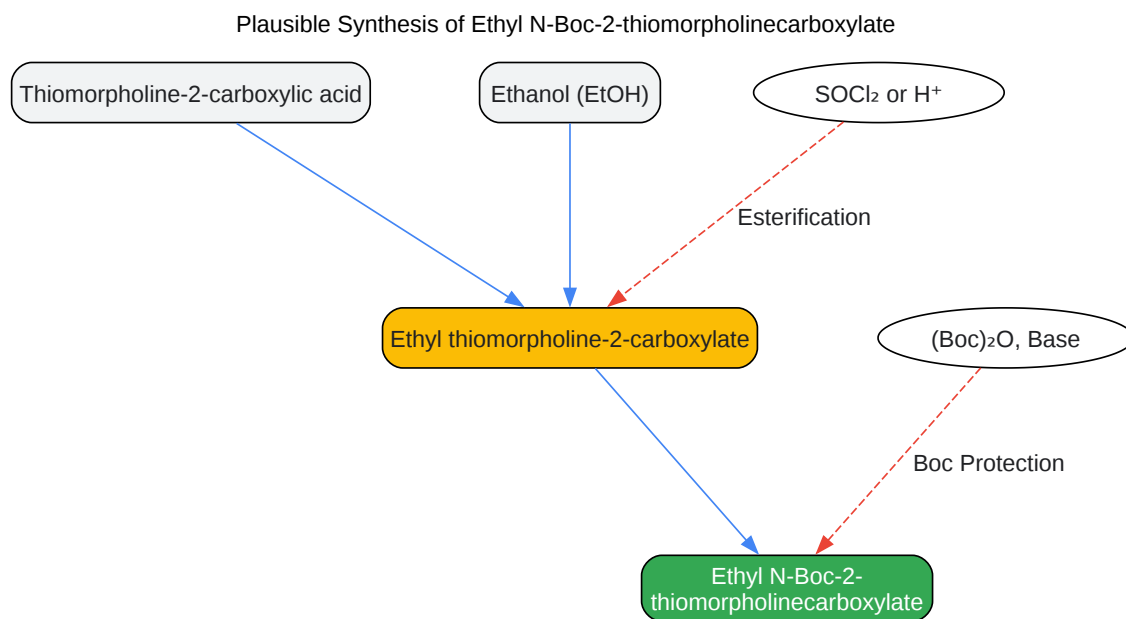 Plausible Synthesis of Ethyl N-Boc-2-thiomorpholinecarboxylate
Thiomorpholine-2-carboxylic acid
Ethanol (EtOH)
SOCl₂ or H⁺
Esterification
Ethyl thiomorpholine-2-carboxylate
(Boc)₂O, Base
Boc Protection
Ethyl N-Boc-2-
thiomorpholinecarboxylate